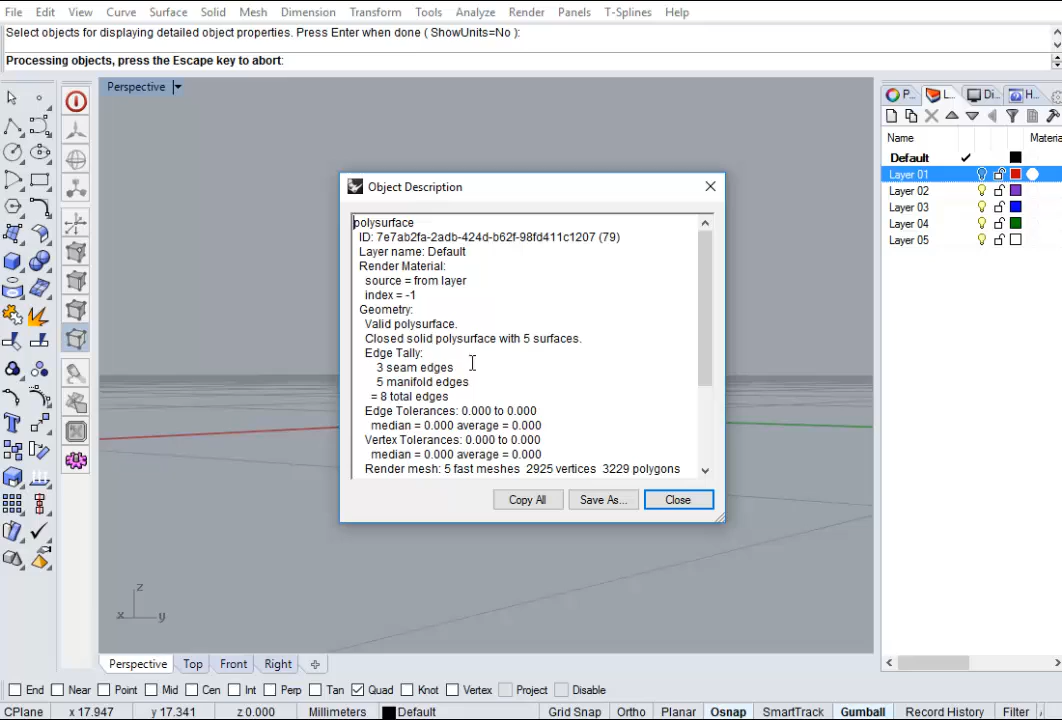 File Edit View Curve Surface Solid Mesh Dimension Transform Tools Analyze Render Panels T-Splines Help
Select objects for displaying detailed object properties. Press Enter when done ( ShowUnits=No ):
Processing objects, press the Escape key to abort:
Perspective
P... L... Di... H...
Name Materia
Default
Layer 01
Layer 02
Layer 03
Layer 04
Layer 05
Object Description
polysurface
ID: 7e7ab2fa-2adb-424d-b62f-98fd411c1207 (79)
Layer name: Default
Render Material:
source = from layer
index = -1
Geometry:
Valid polysurface.
Closed solid polysurface with 5 surfaces.
Edge Tally:
3 seam edges
5 manifold edges
= 8 total edges
Edge Tolerances: 0.000 to 0.000
median = 0.000 average = 0.000
Vertex Tolerances: 0.000 to 0.000
median = 0.000 average = 0.000
Render mesh: 5 fast meshes 2925 vertices 3229 polygons
Copy All Save As... Close
z
x y
Perspective Top Front Right
End Near Point Mid Cen Int Perp Tan Quad Knot Vertex Project Disable
CPlane x 17.947 y 17.341 z 0.000 Millimeters Default Grid Snap Ortho Planar Osnap SmartTrack Gumball Record History Filter